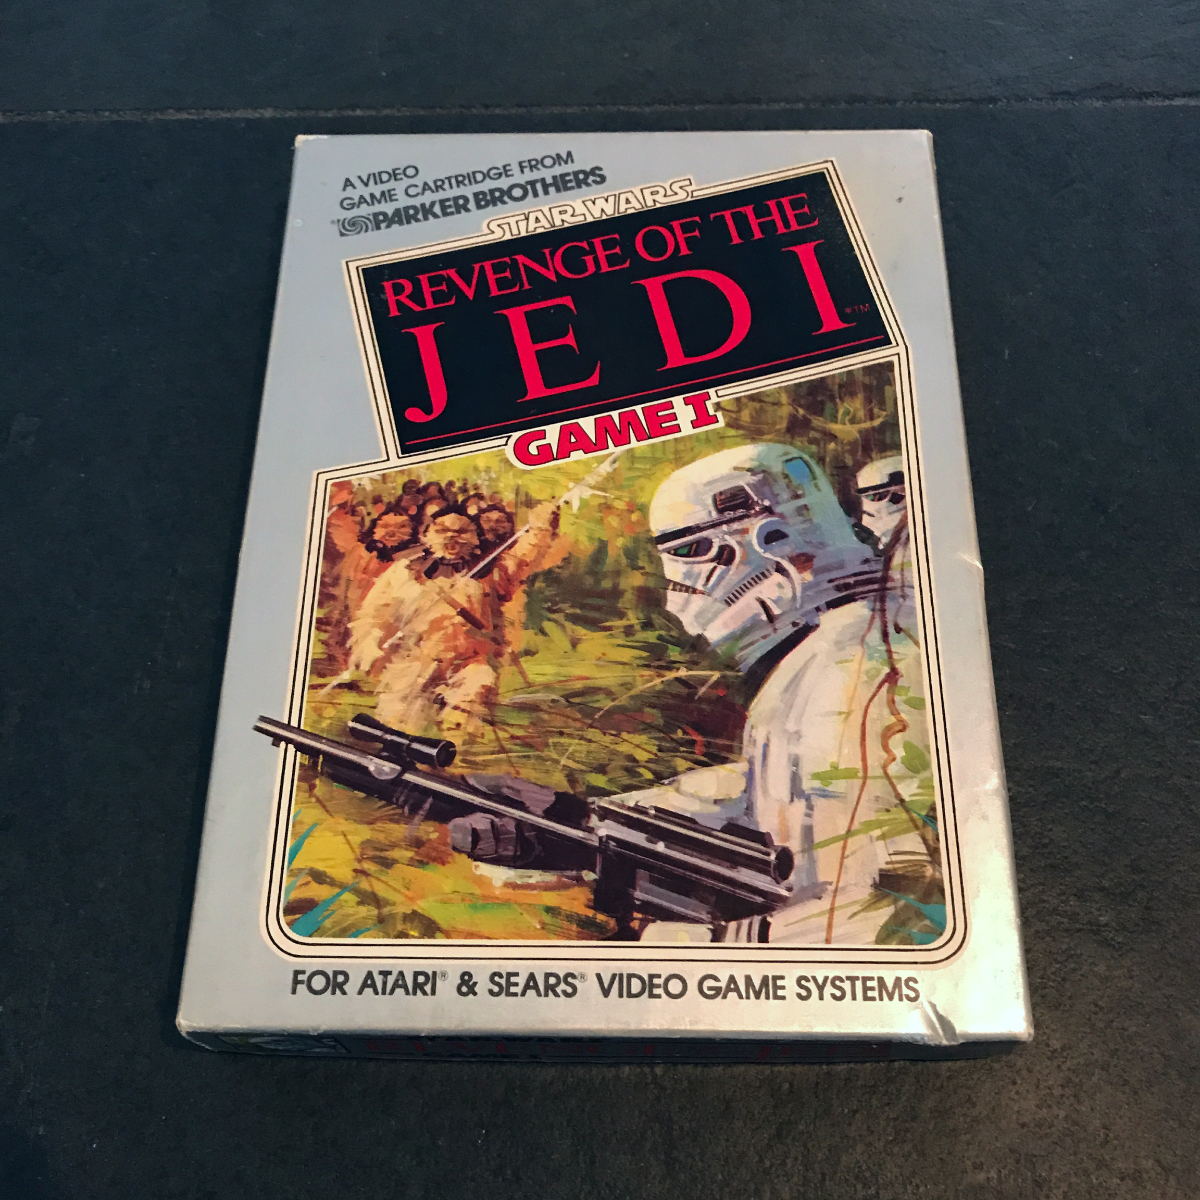 A VIDEO
GAME CARTRIDGE FROM
PARKER BROTHERS
STAR WARS
REVENGE OF THE
JEDI ®™
GAME I
FOR ATARI® & SEARS® VIDEO GAME SYSTEMS